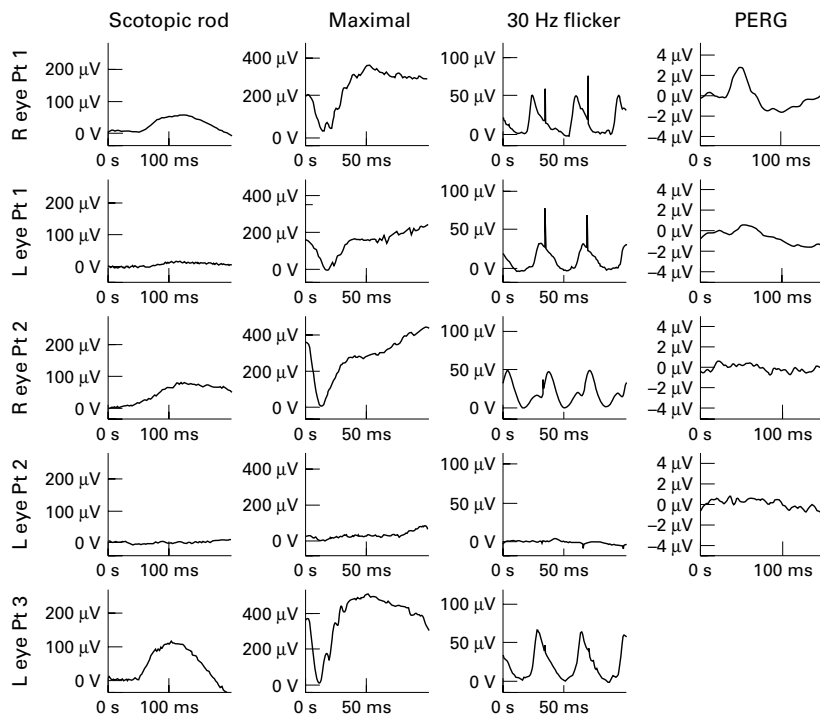 Scotopic rod Maximal 30 Hz flicker PERG
R eye Pt 1
200 µV
100 µV
0 V
0 s 100 ms
400 µV
200 µV
0 V
0 s 50 ms
100 µV
50 µV
0 V
0 s 50 ms
4 µV
2 µV
0 µV
−2 µV
−4 µV
0 s 100 ms
L eye Pt 1
200 µV
100 µV
0 V
0 s 100 ms
400 µV
200 µV
0 V
0 s 50 ms
100 µV
50 µV
0 V
0 s 50 ms
4 µV
2 µV
0 V
−2 µV
−4 µV
0 s 100 ms
R eye Pt 2
200 µV
100 µV
0 V
0 s 100 ms
400 µV
200 µV
0 V
0 s 50 ms
100 µV
50 µV
0 V
0 s 50 ms
4 µV
2 µV
0 V
−2 µV
−4 µV
0 s 100 ms
L eye Pt 2
200 µV
100 µV
0 V
0 s 100 ms
400 µV
200 µV
0 V
0 s 50 ms
100 µV
50 µV
0 V
0 s 50 ms
4 µV
2 µV
0 µV
−2 µV
−4 µV
0 s 100 ms
L eye Pt 3
200 µV
100 µV
0 V
0 s 100 ms
400 µV
200 µV
0 V
0 s 50 ms
100 µV
50 µV
0 V
0 s 50 ms